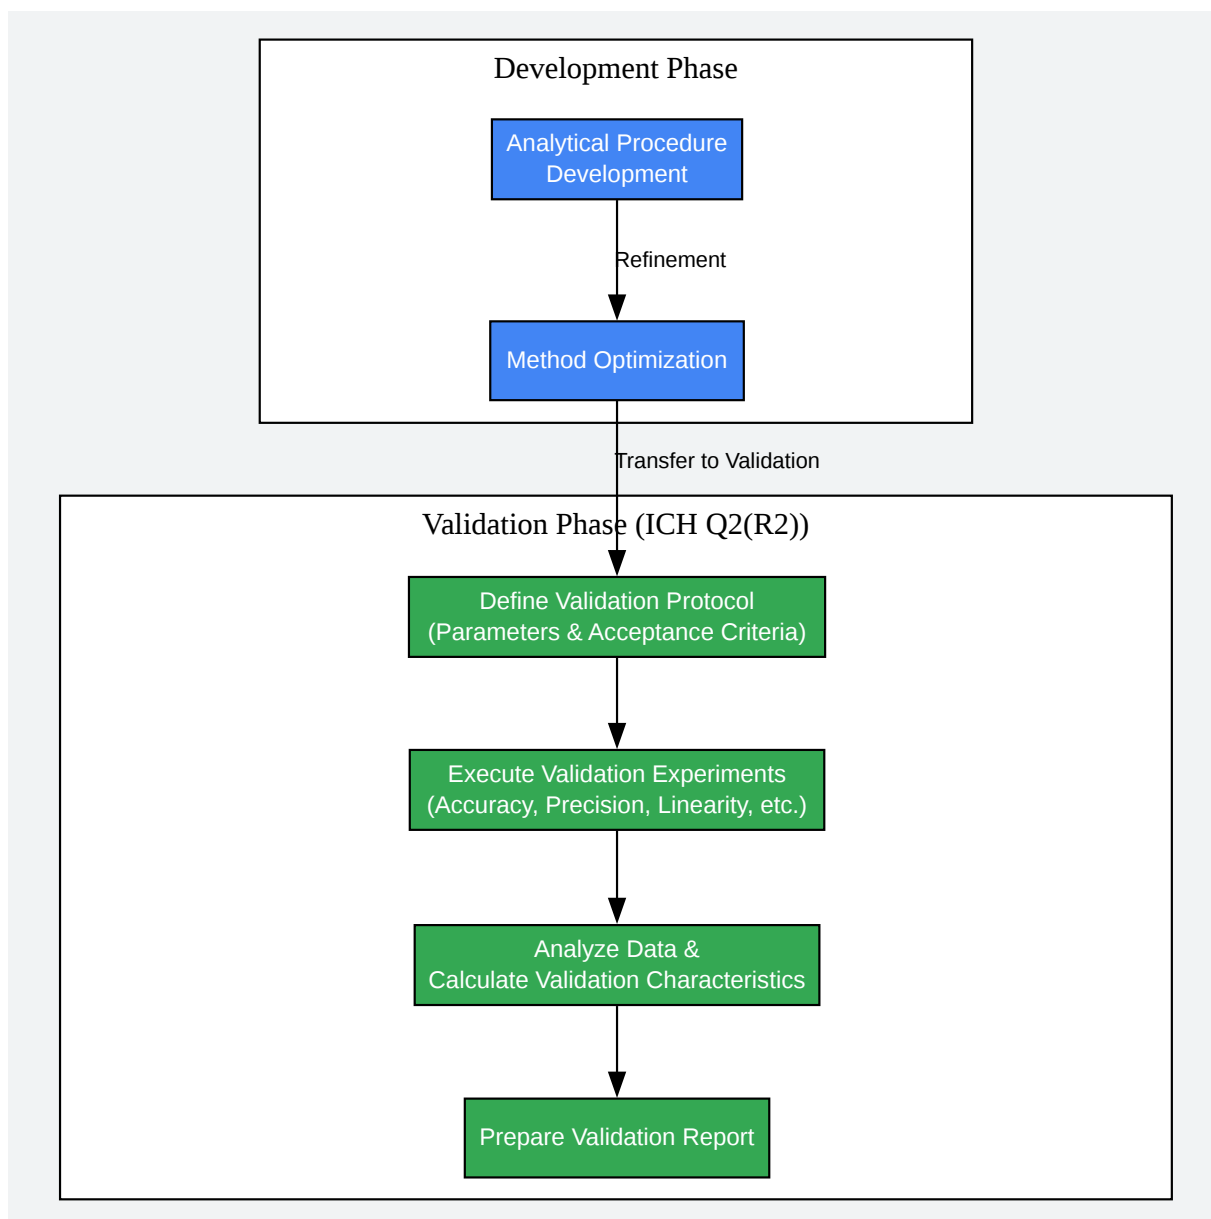 Development Phase
Analytical Procedure
Development
Refinement
Method Optimization
Transfer to Validation
Validation Phase (ICH Q2(R2))
Define Validation Protocol
(Parameters & Acceptance Criteria)
Execute Validation Experiments
(Accuracy, Precision, Linearity, etc.)
Analyze Data &
Calculate Validation Characteristics
Prepare Validation Report